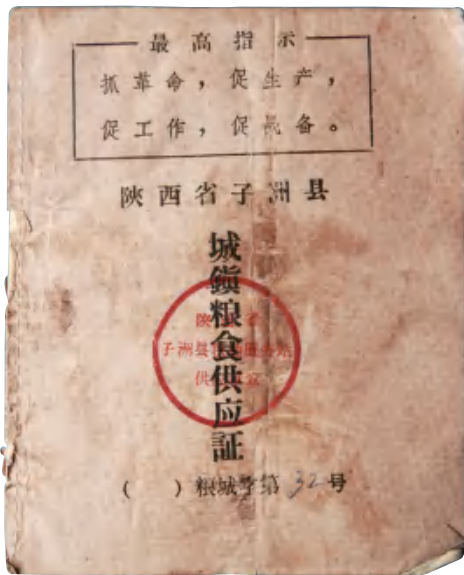 最高指示
抓革命，促生产，
促工作，促战备。
陕西省子洲县
城鎮粮食供应証
( )粮城字第32号